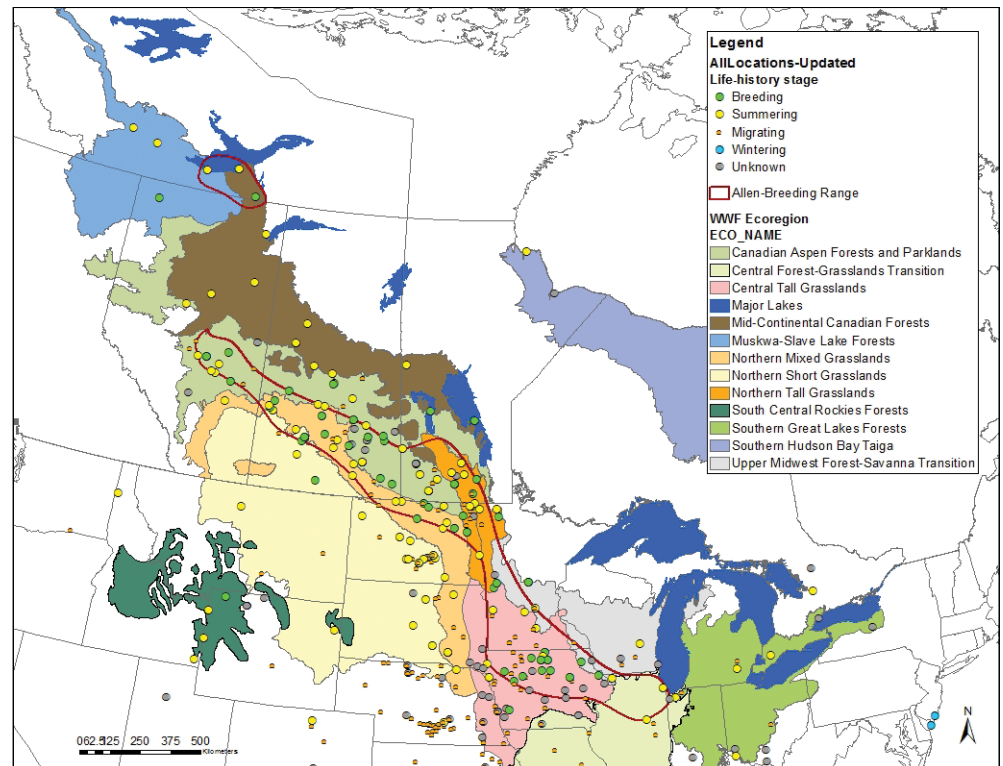 Legend
AllLocations-Updated
Life-history stage
Breeding
Summering
Migrating
Wintering
Unknown
Allen-Breeding Range
WWF Ecoregion
ECO_NAME
Canadian Aspen Forests and Parklands
Central Forest-Grasslands Transition
Central Tall Grasslands
Major Lakes
Mid-Continental Canadian Forests
Muskwa-Slave Lake Forests
Northern Mixed Grasslands
Northern Short Grasslands
Northern Tall Grasslands
South Central Rockies Forests
Southern Great Lakes Forests
Southern Hudson Bay Taiga
Upper Midwest Forest-Savanna Transition
N
250 375 500
Kilometers